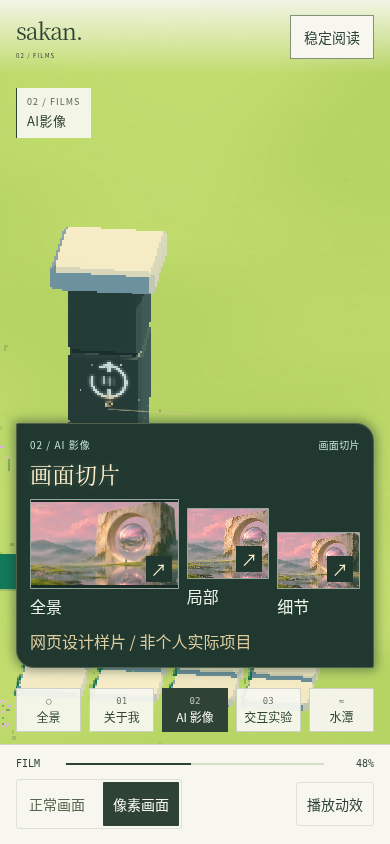 sakan.
02 / FILMS
稳定阅读
02 / FILMS
AI影像
02 / AI 影像
画面切片
画面切片
全景
局部
细节
网页设计样片 / 非个人实际项目
全景
01
关于我
02
AI 影像
03
交互实验
≈
水潭
FILM
48%
正常画面
像素画面
播放动效